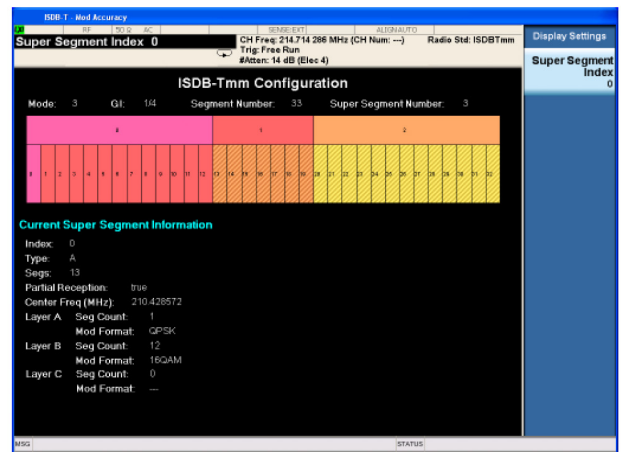 ISDB-T - Mod Accuracy
LXI RF 50 Ω AC SENSE:EXT ALIGNAUTO
Super Segment Index 0
CH Freq: 214.714 286 MHz (CH Num: ---) Radio Std: ISDBTmm
Trig: Free Run
#Atten: 14 dB (Elec 4)
Display Settings
Super Segment
Index
0
ISDB-Tmm Configuration
Mode: 3 GI: 1/4 Segment Number: 33 Super Segment Number: 3
0 1 2
0 1 2 3 4 5 6 7 8 9 10 11 12 13 14 15 16 17 18 19 20 21 22 23 24 25 26 27 28 29 30 31 32
Current Super Segment Information
Index: 0
Type: A
Segs: 13
Partial Reception: true
Center Freq (MHz): 210.428572
Layer A Seg Count: 1
Mod Format: QPSK
Layer B Seg Count: 12
Mod Format: 16QAM
Layer C Seg Count: 0
Mod Format: ---
MSG STATUS